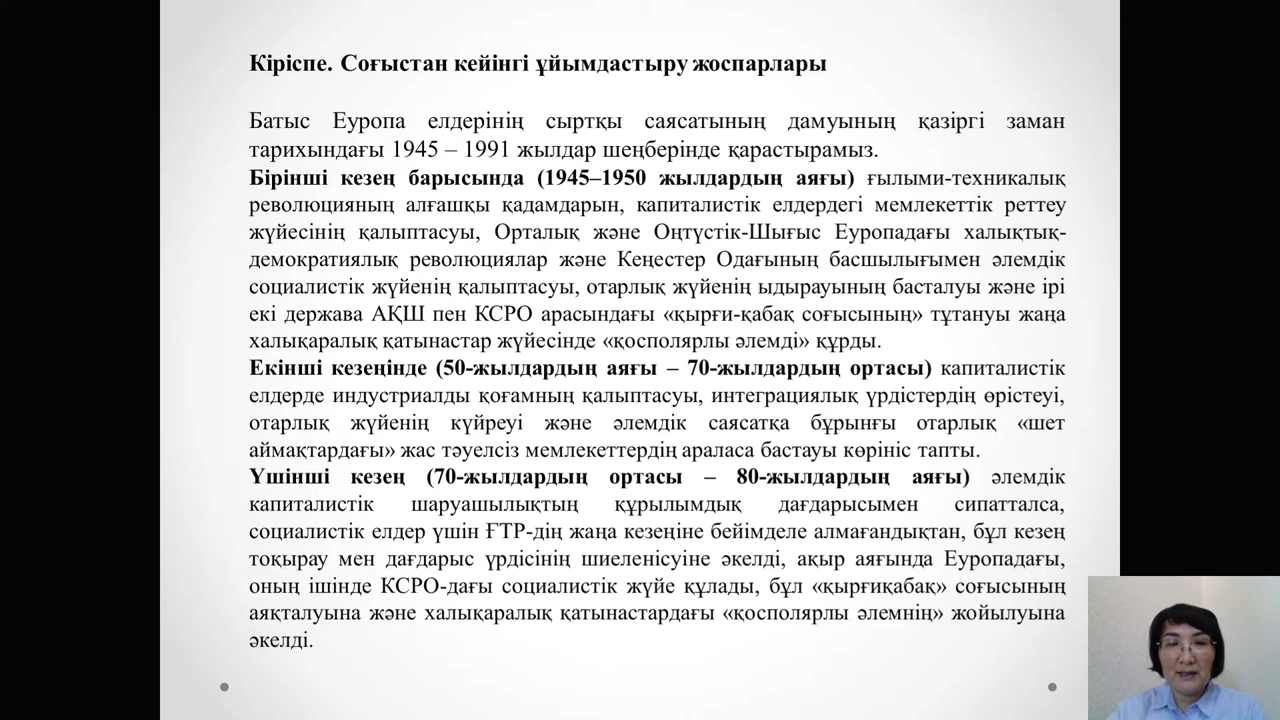 Кіріспе. Соғыстан кейінгі ұйымдастыру жоспарлары
Батыс Еуропа елдерінің сыртқы саясатының дамуының қазіргі заман
тарихындағы 1945 – 1991 жылдар шеңберінде қарастырамыз.
Бірінші кезең барысында (1945–1950 жылдардың аяғы) ғылыми-техникалық
революцияның алғашқы қадамдарын, капиталистік елдердегі мемлекеттік реттеу
жүйесінің қалыптасуы, Орталық және Оңтүстік-Шығыс Еуропадағы халықтық-
демократиялық революциялар және Кеңестер Одағының басшылығымен әлемдік
социалистік жүйенің қалыптасуы, отарлық жүйенің ыдырауының басталуы және ірі
екі держава АҚШ пен КСРО арасындағы «қырғи-қабақ соғысының» тұтануы жаңа
халықаралық қатынастар жүйесінде «қосполярлы әлемді» құрды.
Екінші кезеңінде (50-жылдардың аяғы – 70-жылдардың ортасы) капиталистік
елдерде индустриалды қоғамның қалыптасуы, интеграциялық үрдістердің өрістеуі,
отарлық жүйенің күйреуі және әлемдік саясатқа бұрынғы отарлық «шет
аймақтардағы» жас тәуелсіз мемлекеттердің араласа бастауы көрініс тапты.
Үшінші кезең (70-жылдардың ортасы – 80-жылдардың аяғы) әлемдік
капиталистік шаруашылықтың құрылымдық дағдарысымен сипатталса,
социалистік елдер үшін ҒТР-дің жаңа кезеңіне бейімделе алмағандықтан, бұл кезең
тоқырау мен дағдарыс үрдісінің шиеленісуіне әкелді, ақыр аяғында Еуропадағы,
оның ішінде КСРО-дағы социалистік жүйе құлады, бұл «қырғиқабақ» соғысының
аяқталуына және халықаралық қатынастардағы «қосполярлы әлемнің» жойылуына
әкелді.